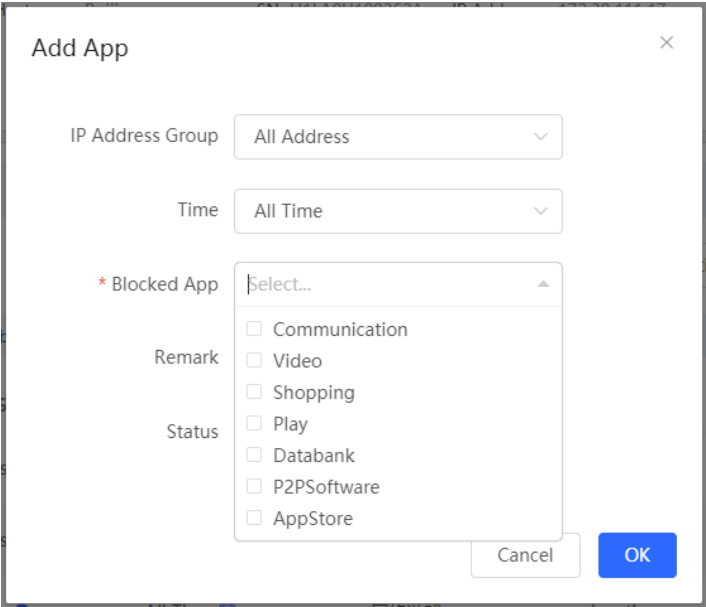 Add App
IP Address Group All Address
Time All Time
* Blocked App Select...
Communication
Remark
Video
Shopping
Play
Status
Databank
P2PSoftware
AppStore
Cancel OK